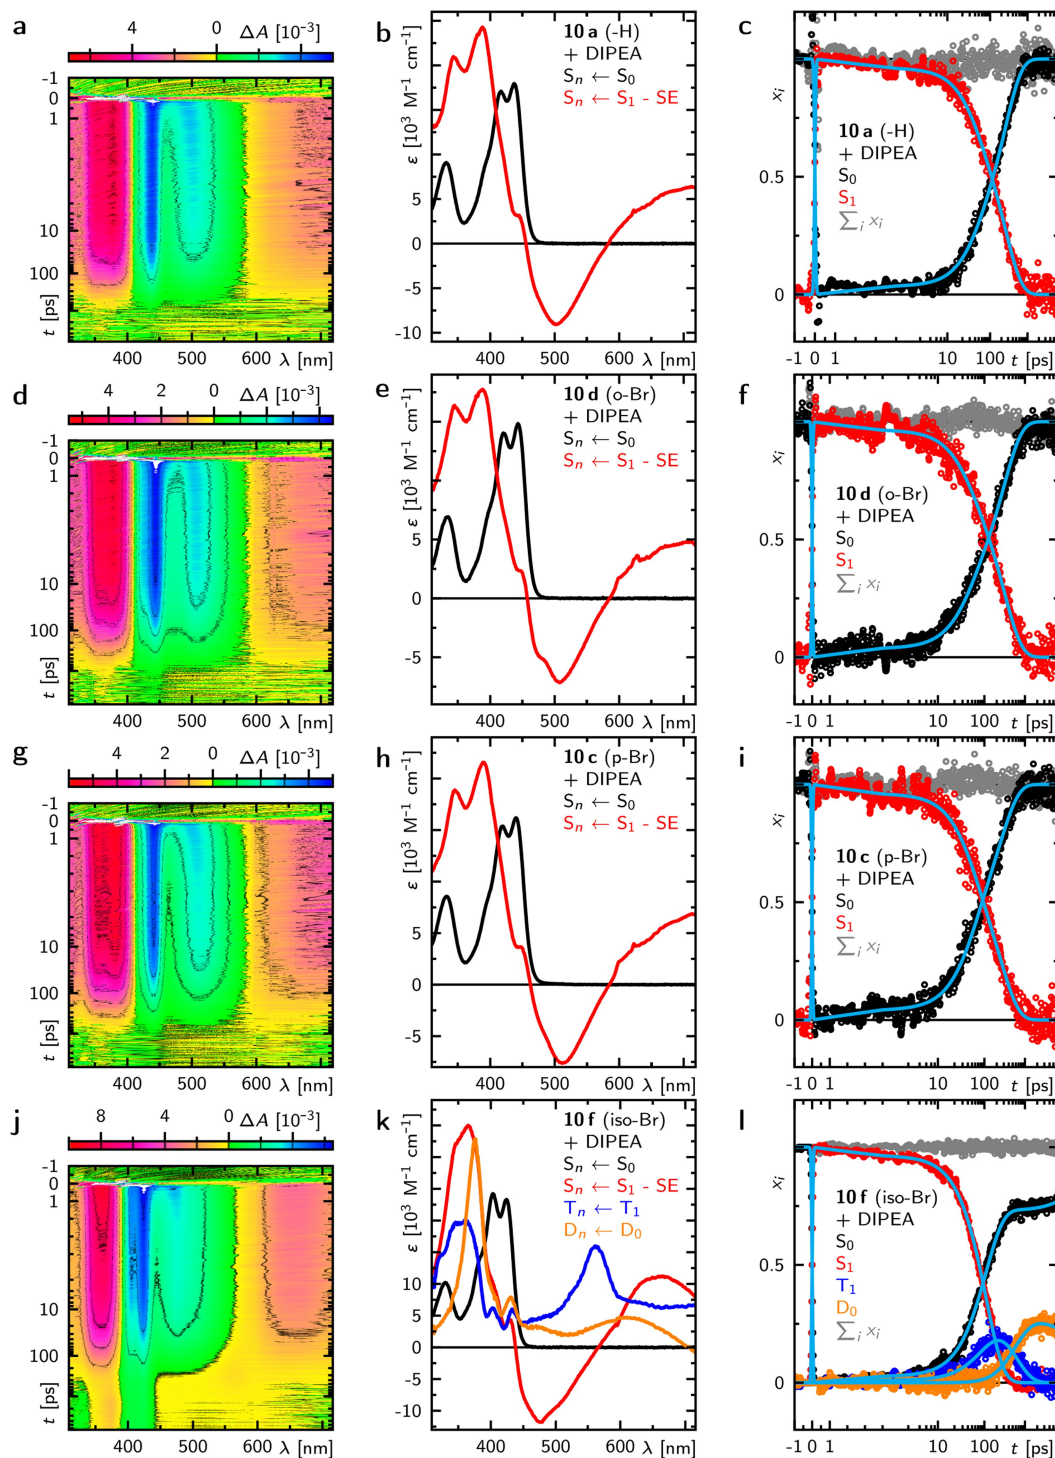 a
4 0 ΔA [10⁻³]
-1
0
1
10
100
t [ps]
400 500 600 λ [nm]
b
10 a (-H)
+ DIPEA
Sₙ ← S₀
Sₙ ← S₁ - SE
ε [10³ M⁻¹ cm⁻¹]
10
5
0
-5
-10
400 500 600 λ [nm]
c
xᵢ
0.5
0
10 a (-H)
+ DIPEA
S₀
S₁
∑ᵢ xᵢ
-1 0 1 10 100 t [ps]
d
4 2 0 ΔA [10⁻³]
-1
0
1
10
100
t [ps]
400 500 600 λ [nm]
e
10 d (o-Br)
+ DIPEA
Sₙ ← S₀
Sₙ ← S₁ - SE
ε [10³ M⁻¹ cm⁻¹]
10
5
0
-5
400 500 600 λ [nm]
f
xᵢ
0.5
0
10 d (o-Br)
+ DIPEA
S₀
S₁
∑ᵢ xᵢ
-1 0 1 10 100 t [ps]
g
4 2 0 ΔA [10⁻³]
-1
0
1
10
100
t [ps]
400 500 600 λ [nm]
h
10 c (p-Br)
+ DIPEA
Sₙ ← S₀
Sₙ ← S₁ - SE
ε [10³ M⁻¹ cm⁻¹]
10
5
0
-5
400 500 600 λ [nm]
i
xᵢ
0.5
0
10 c (p-Br)
+ DIPEA
S₀
S₁
∑ᵢ xᵢ
-1 0 1 10 100 t [ps]
j
8 4 0 ΔA [10⁻³]
-1
0
1
10
100
t [ps]
400 500 600 λ [nm]
k
10 f (iso-Br)
+ DIPEA
Sₙ ← S₀
Sₙ ← S₁ - SE
Tₙ ← T₁
Dₙ ← D₀
ε [10³ M⁻¹ cm⁻¹]
10
5
0
-5
-10
400 500 600 λ [nm]
l
xᵢ
0.5
0
10 f (iso-Br)
+ DIPEA
S₀
S₁
T₁
D₀
∑ᵢ xᵢ
-1 0 1 10 100 t [ps]